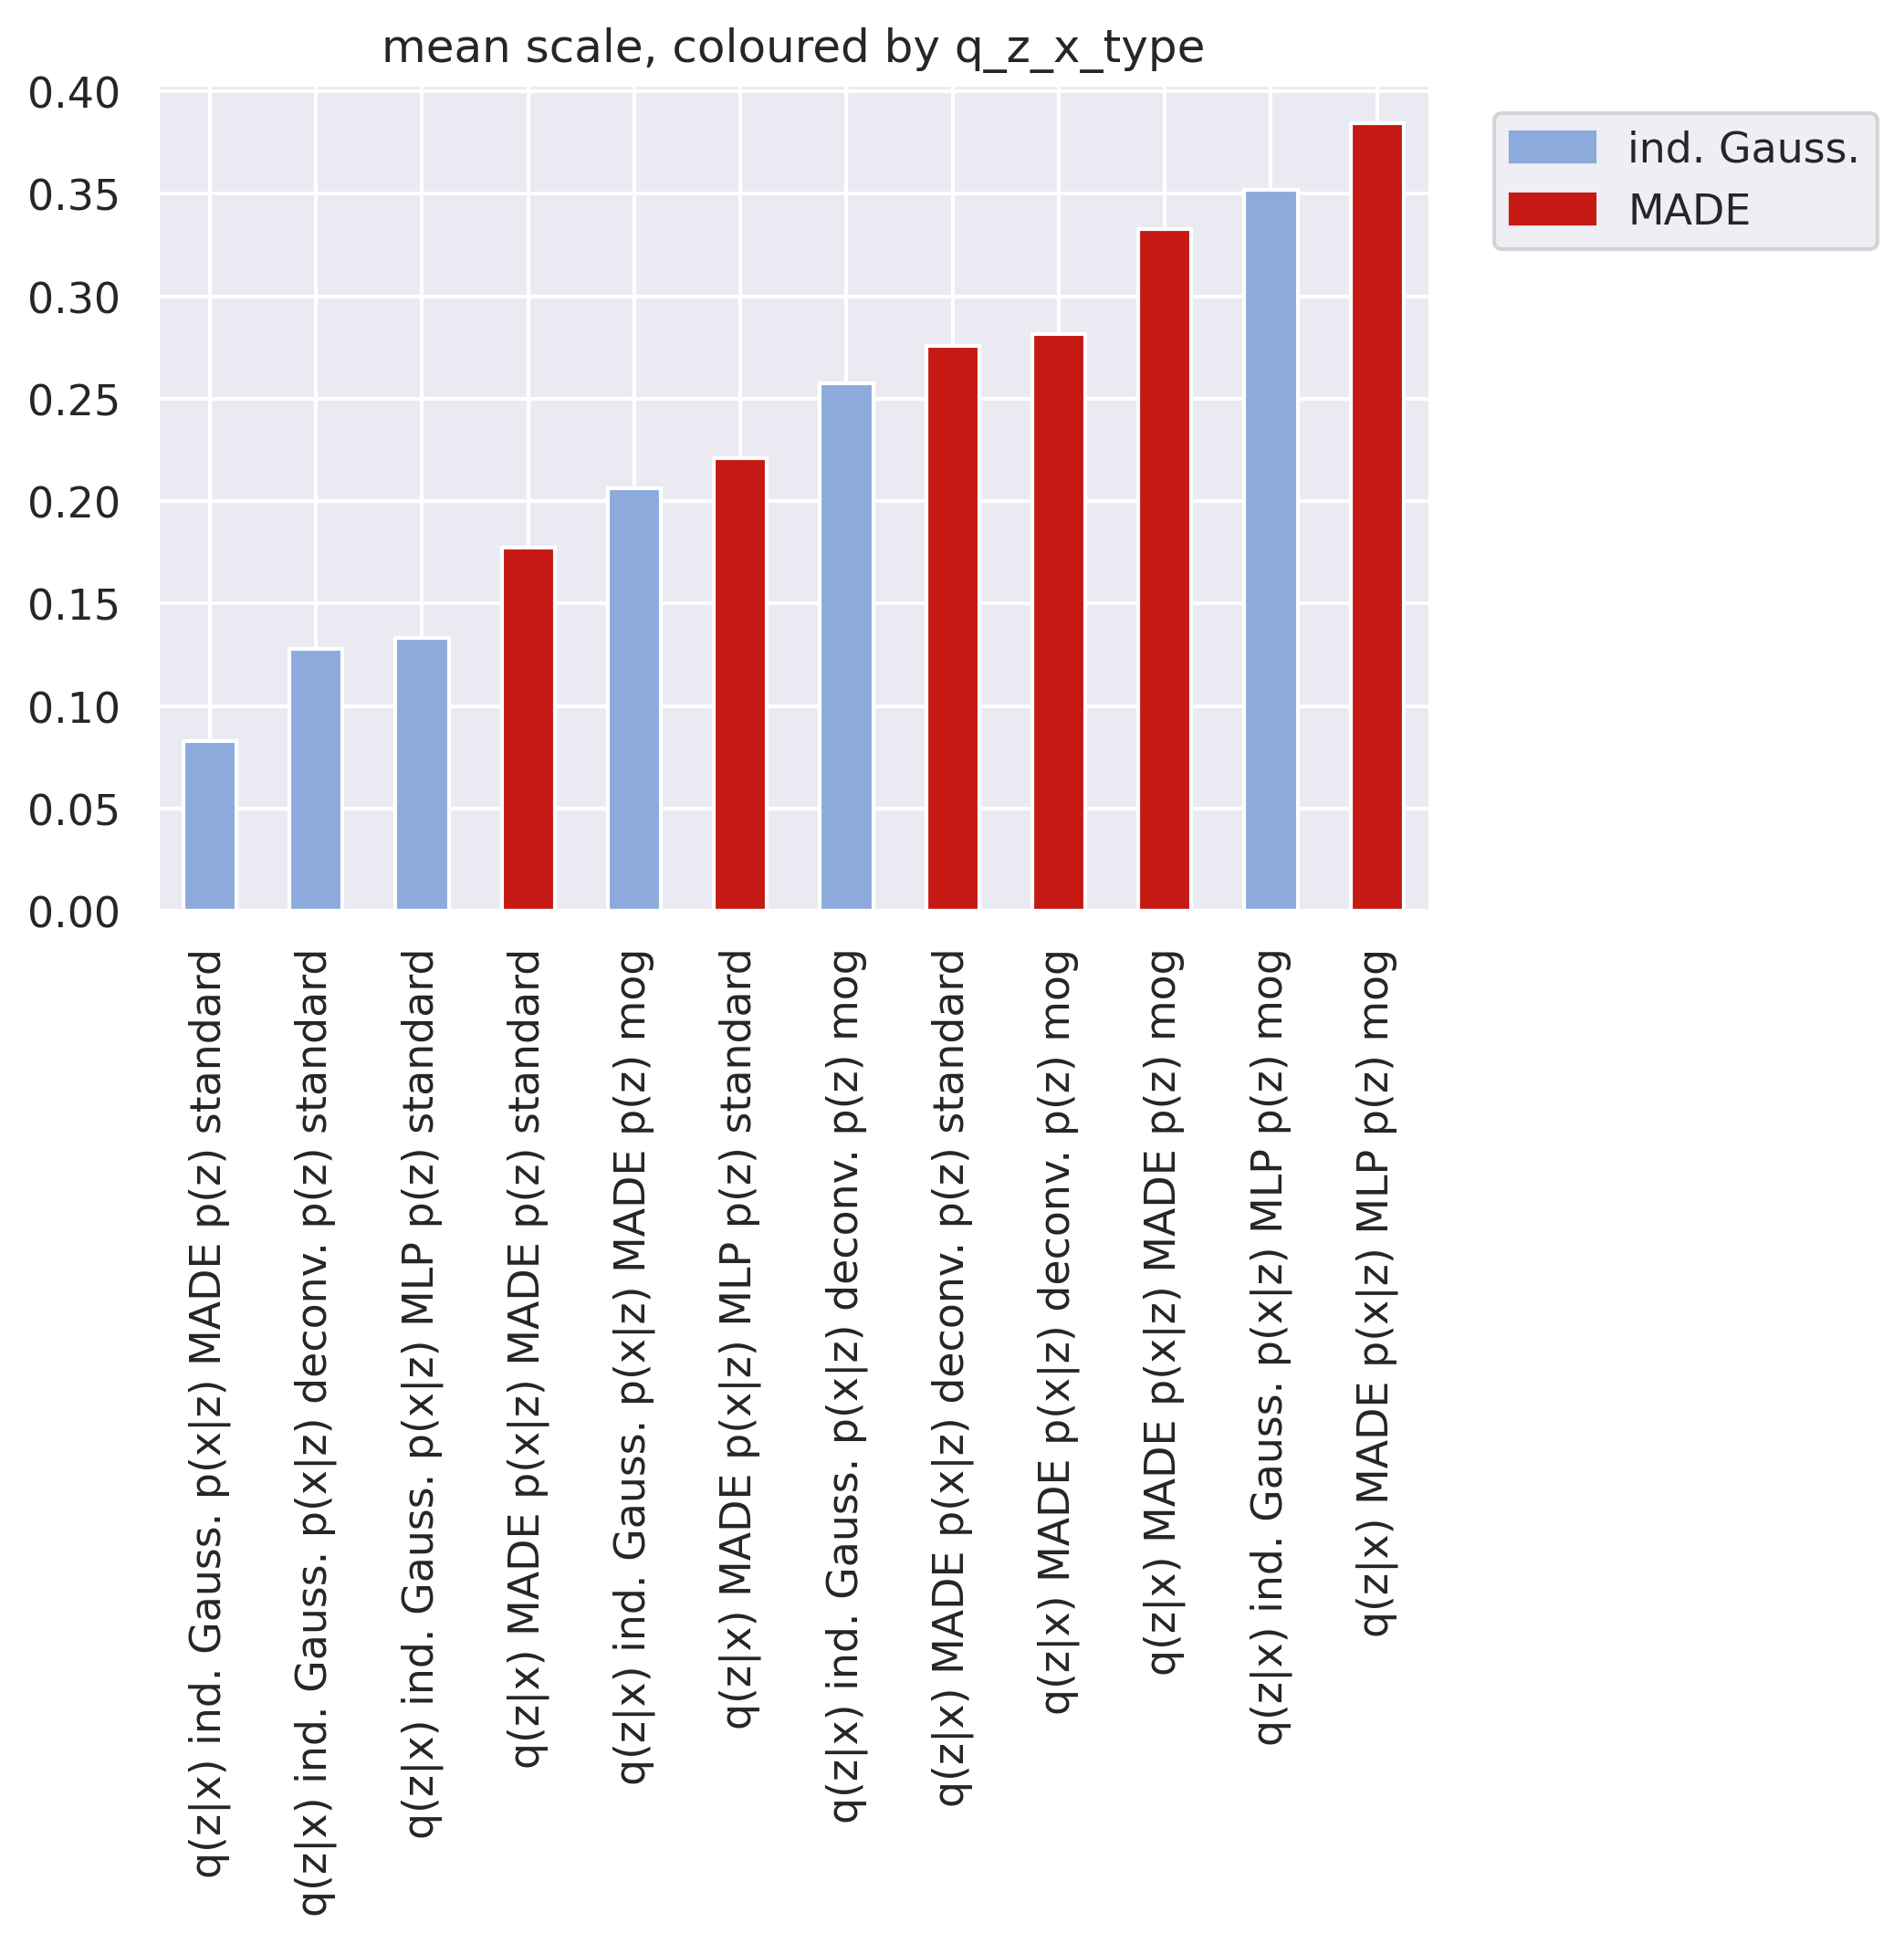 mean scale, coloured by q_z_x_type
0.40
0.35
0.30
0.25
0.20
0.15
0.10
0.05
0.00
ind. Gauss.
MADE
q(z|x) ind. Gauss. p(x|z) MADE p(z) standard
q(z|x) ind. Gauss. p(x|z) deconv. p(z) standard
q(z|x) ind. Gauss. p(x|z) MLP p(z) standard
q(z|x) MADE p(x|z) MADE p(z) standard
q(z|x) ind. Gauss. p(x|z) MADE p(z) mog
q(z|x) MADE p(x|z) MLP p(z) standard
q(z|x) ind. Gauss. p(x|z) deconv. p(z) mog
q(z|x) MADE p(x|z) deconv. p(z) standard
q(z|x) MADE p(x|z) deconv. p(z) mog
q(z|x) MADE p(x|z) MADE p(z) mog
q(z|x) ind. Gauss. p(x|z) MLP p(z) mog
q(z|x) MADE p(x|z) MLP p(z) mog